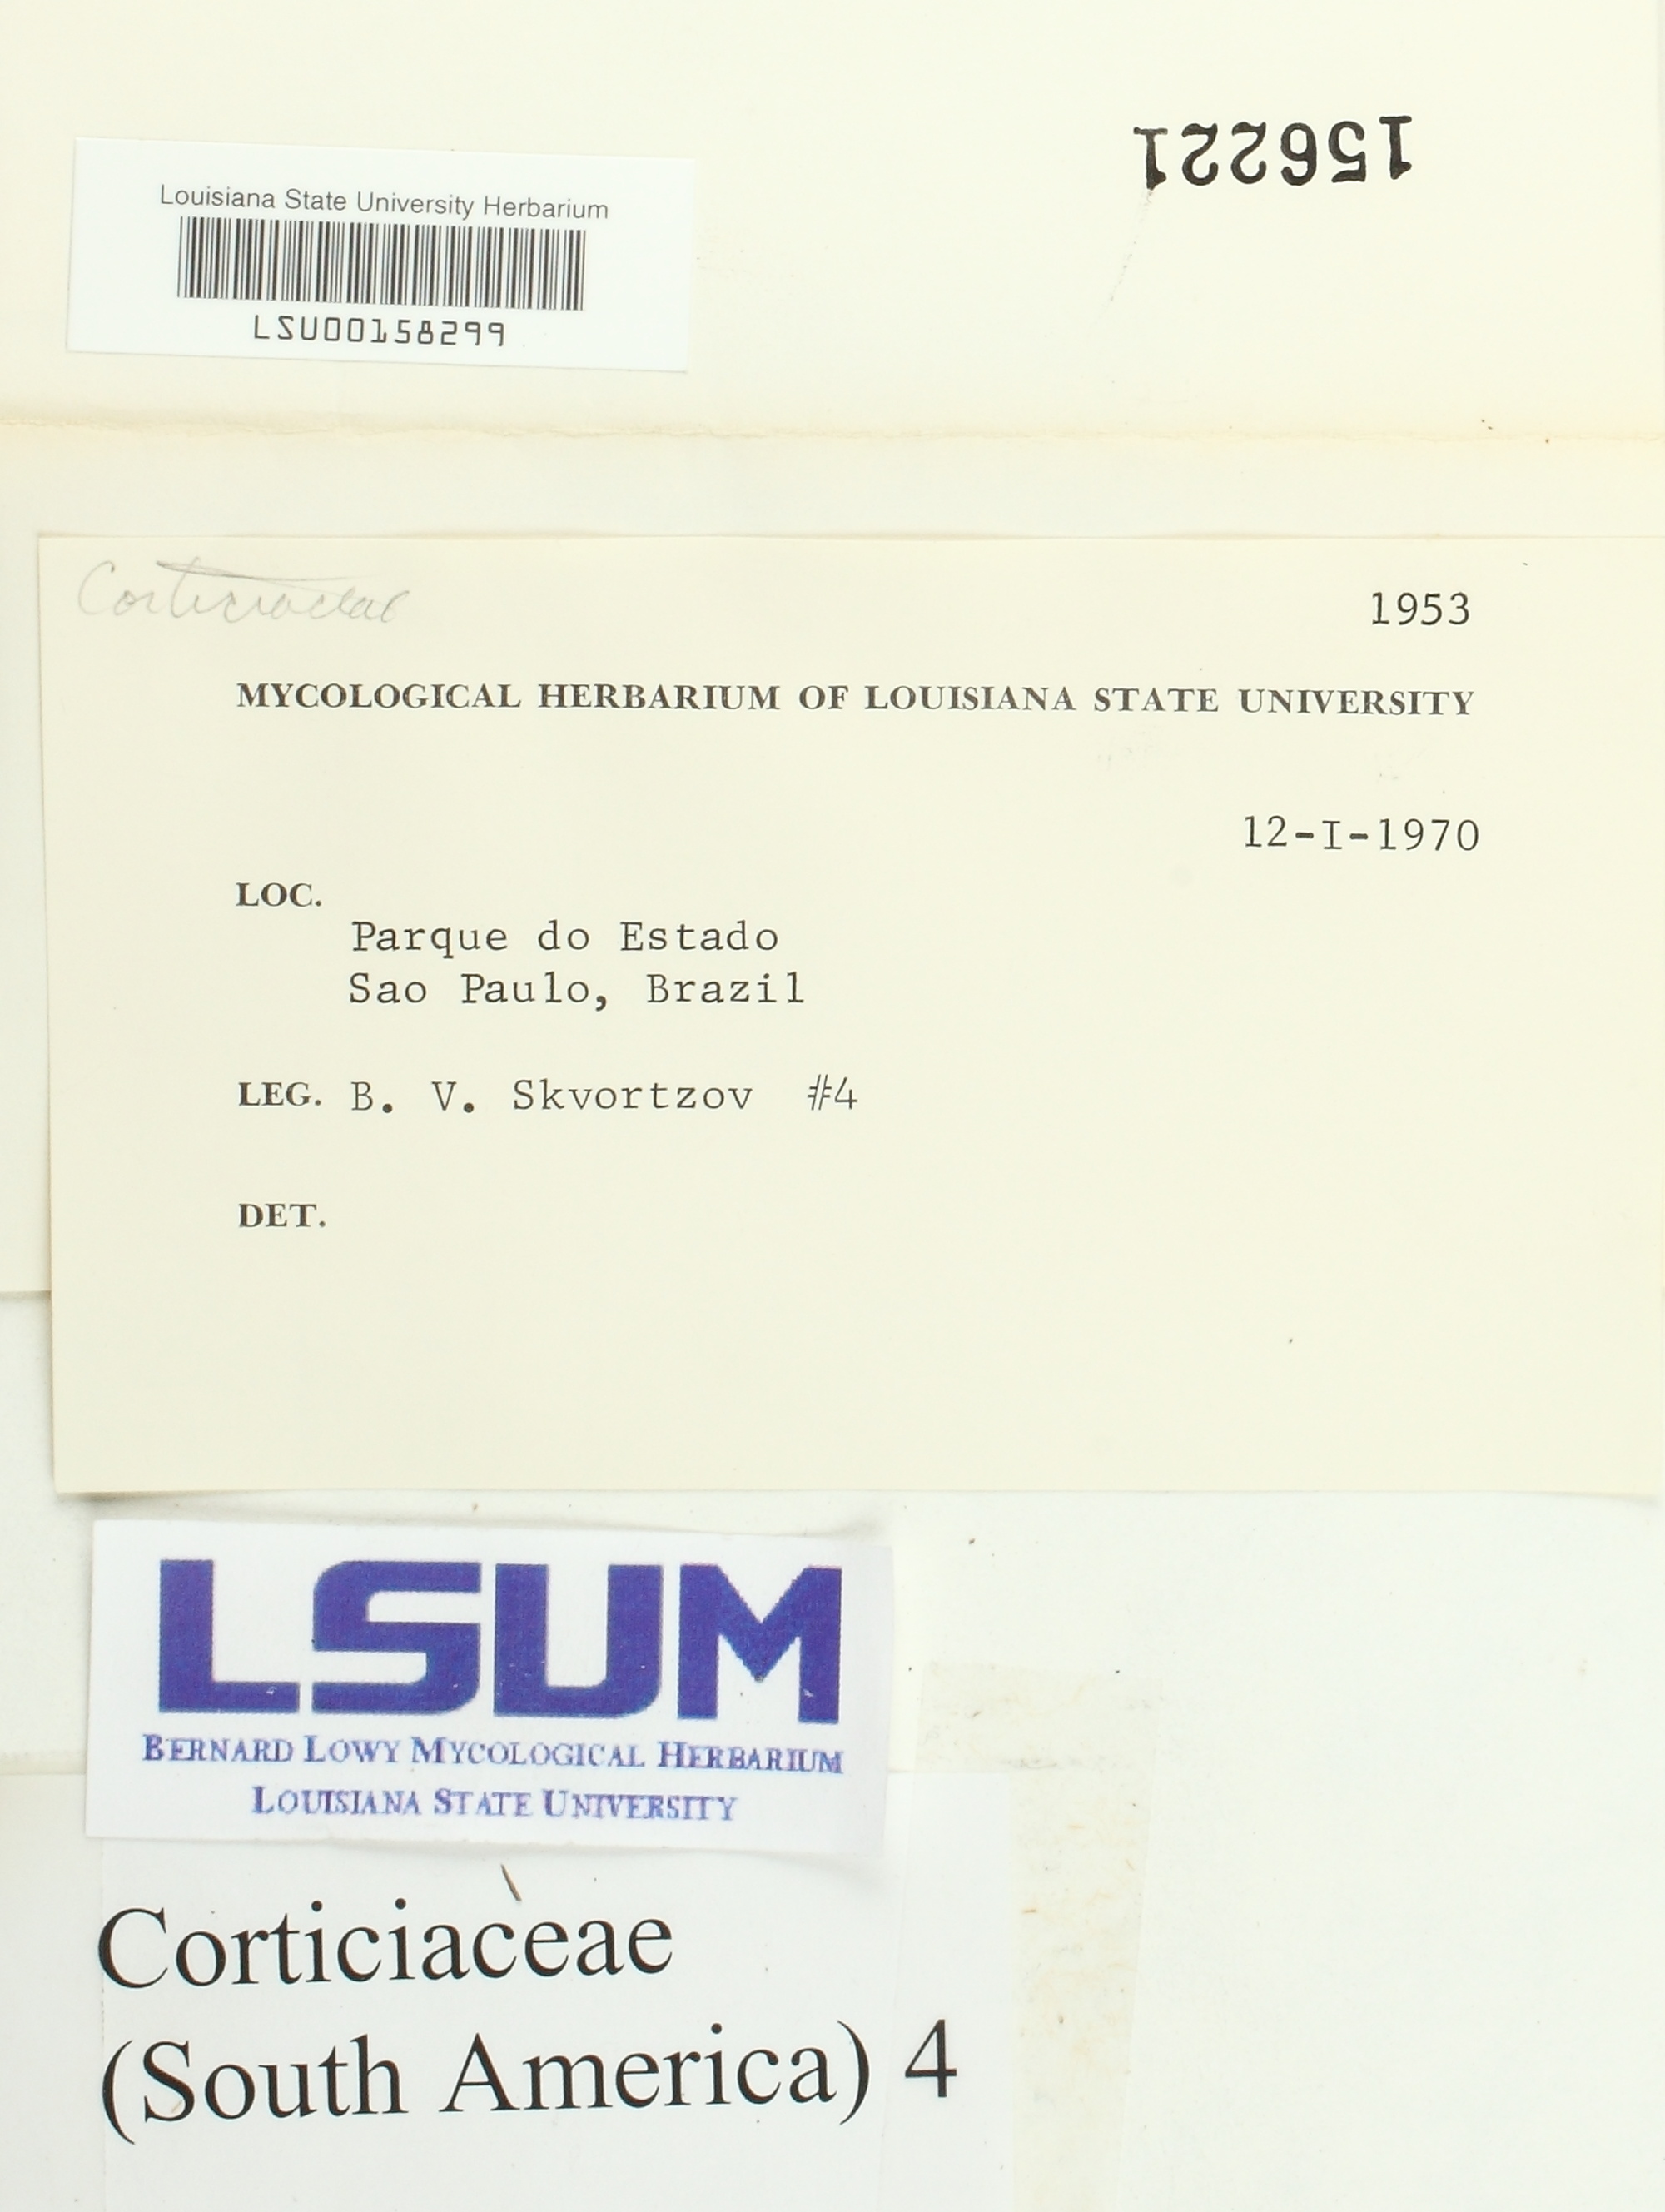 156221
Louisiana State University Herbarium
LSU00158299
Corticiaceae
1953
MYCOLOGICAL HERBARIUM OF LOUISIANA STATE UNIVERSITY
12-I-1970
LOC.
Parque do Estado
Sao Paulo, Brazil
LEG. B. V. Skvortzov #4
DET.
LSUM
BERNARD LOWY MYCOLOGICAL HERBARIUM
LOUISIANA STATE UNIVERSITY
Corticiaceae
(South America) 4